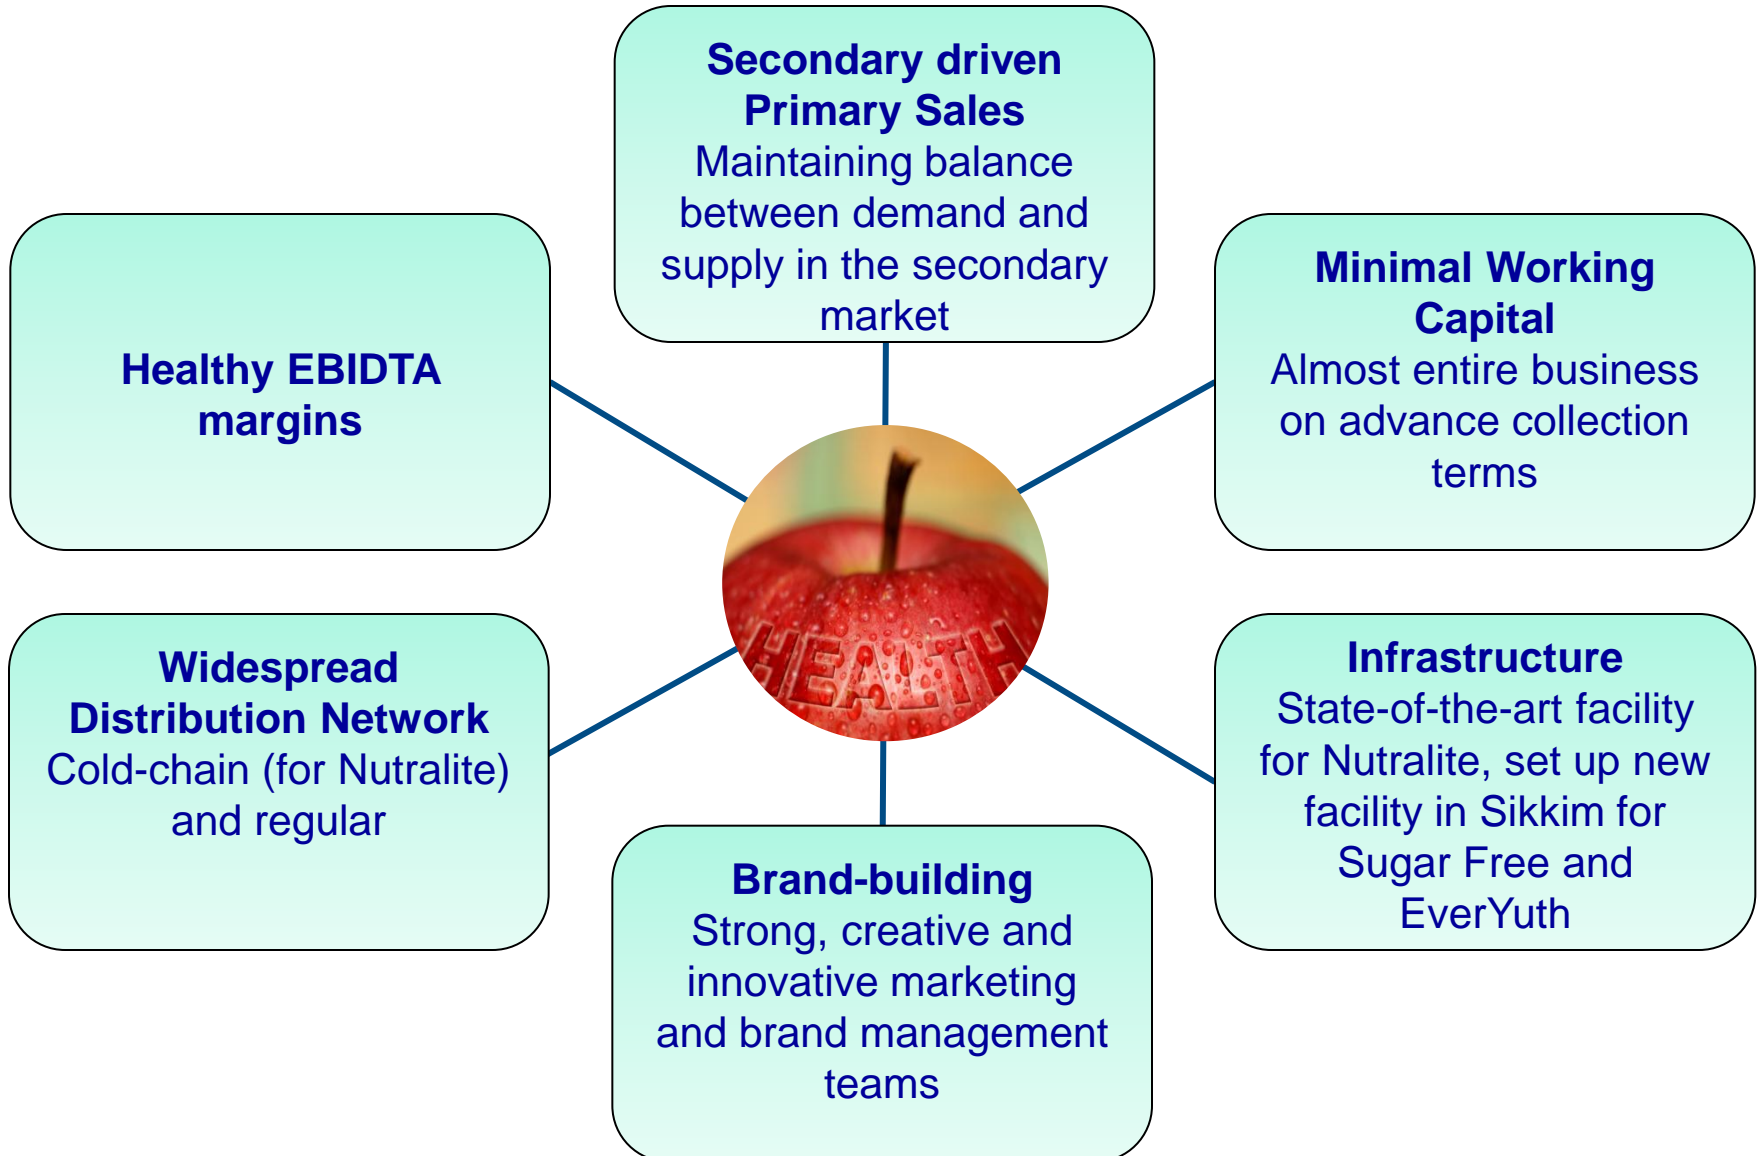 Secondary driven
Primary Sales
Maintaining balance
between demand and
supply in the secondary
market
Healthy EBIDTA
margins
Minimal Working
Capital
Almost entire business
on advance collection
terms
HEALTH
Widespread
Distribution Network
Cold-chain (for Nutralite)
and regular
Infrastructure
State-of-the-art facility
for Nutralite, set up new
facility in Sikkim for
Sugar Free and
EverYuth
Brand-building
Strong, creative and
innovative marketing
and brand management
teams